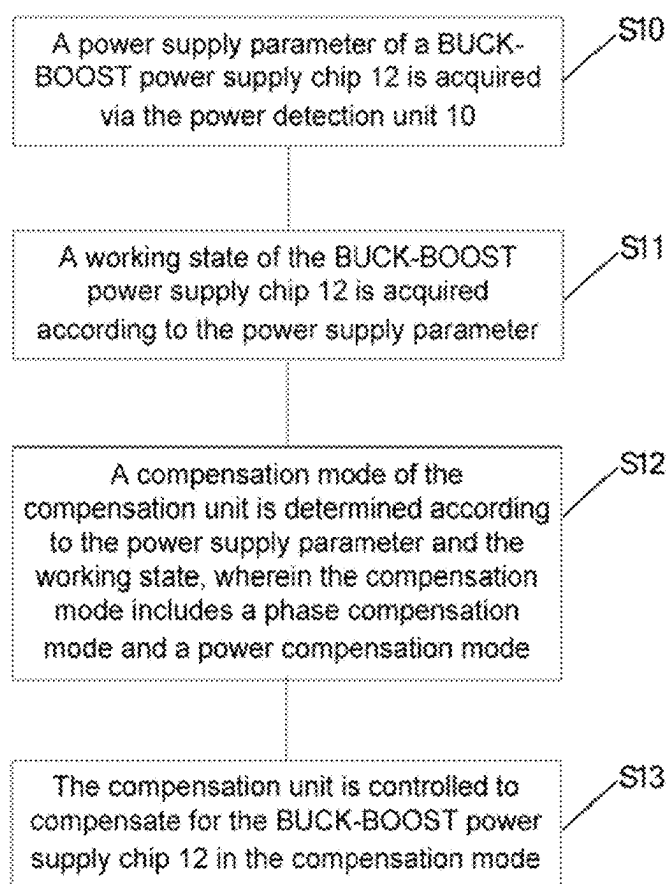 A power supply parameter of a BUCK-
BOOST power supply chip 12 is acquired
via the power detection unit 10
S10
A working state of the BUCK-BOOST
power supply chip 12 is acquired
according to the power supply parameter
S11
A compensation mode of the
compensation unit is determined according
to the power supply parameter and the
working state, wherein the compensation
mode includes a phase compensation
mode and a power compensation mode
S12
The compensation unit is controlled to
compensate for the BUCK-BOOST power
supply chip 12 in the compensation mode
S13